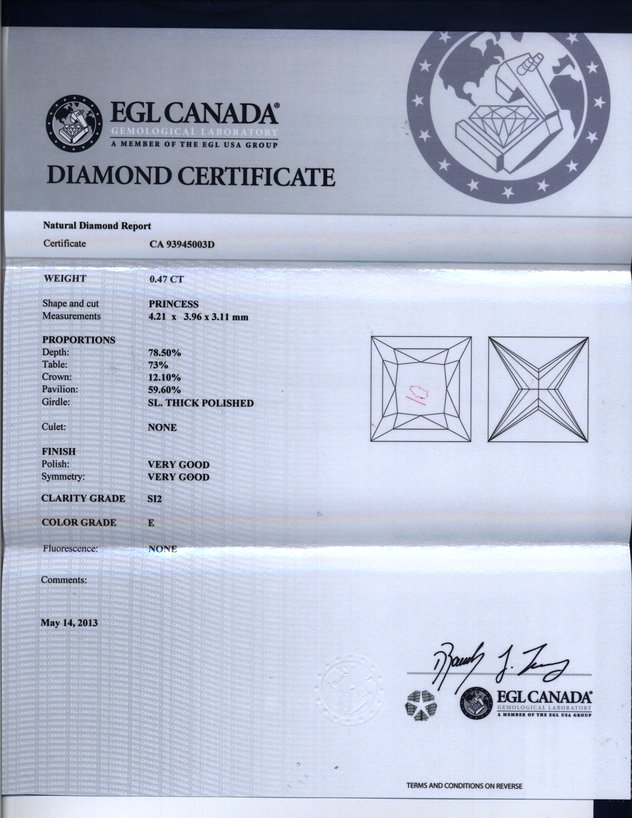 EGL CANADA®
GEMOLOGICAL LABORATORY
A MEMBER OF THE EGL USA GROUP
DIAMOND CERTIFICATE
Natural Diamond Report
Certificate CA 93945003D
WEIGHT 0.47 CT
Shape and cut PRINCESS
Measurements 4.21 x 3.96 x 3.11 mm
PROPORTIONS
Depth: 78.50%
Table: 73%
Crown: 12.10%
Pavilion: 59.60%
Girdle: SL. THICK POLISHED
Culet: NONE
FINISH
Polish: VERY GOOD
Symmetry: VERY GOOD
CLARITY GRADE SI2
COLOR GRADE E
Fluorescence: NONE
Comments:
May 14, 2013
EGL CANADA®
GEMOLOGICAL LABORATORY
A MEMBER OF THE EGL USA GROUP
TERMS AND CONDITIONS ON REVERSE